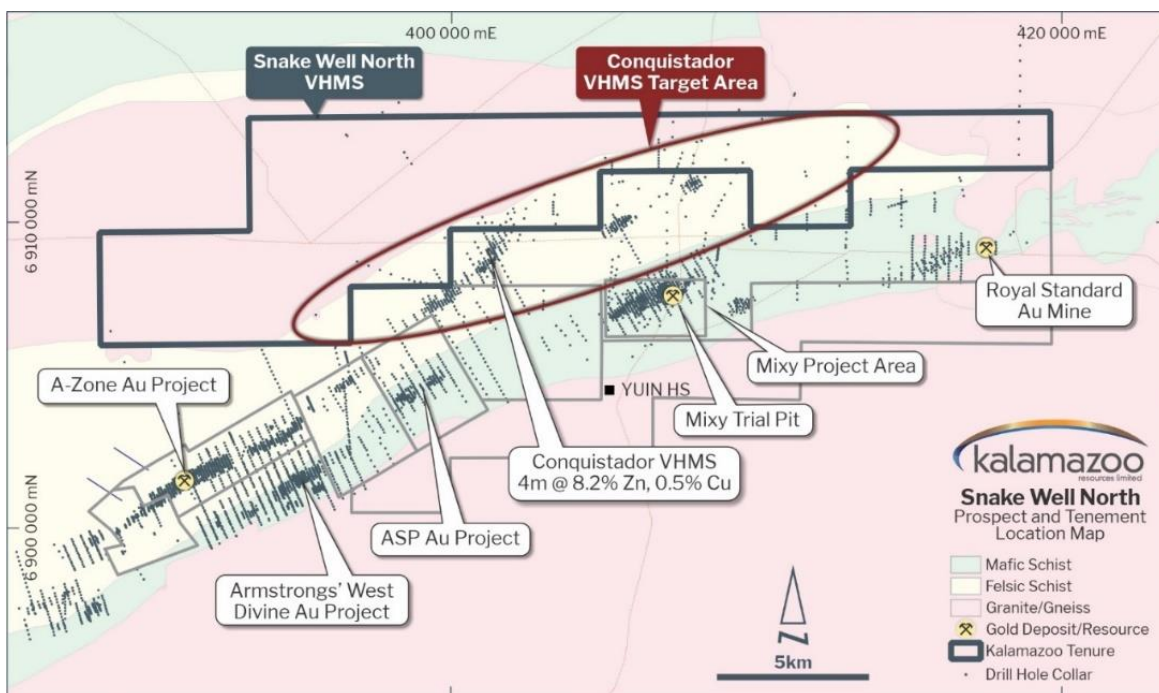 400 000 mE
420 000 mE
Snake Well North
VHMS
Conquistador
VHMS Target Area
6 910 000 mN
6 900 000 mN
Royal Standard
Au Mine
A-Zone Au Project
YUIN HS
Mixy Project Area
Mixy Trial Pit
Conquistador VHMS
4m @ 8.2% Zn, 0.5% Cu
ASP Au Project
Armstrongs' West
Divine Au Project
N
5km
kalamazoo
resources limited
Snake Well North
Prospect and Tenement
Location Map
Mafic Schist
Felsic Schist
Granite/Gneiss
Gold Deposit/Resource
Kalamazoo Tenure
Drill Hole Collar